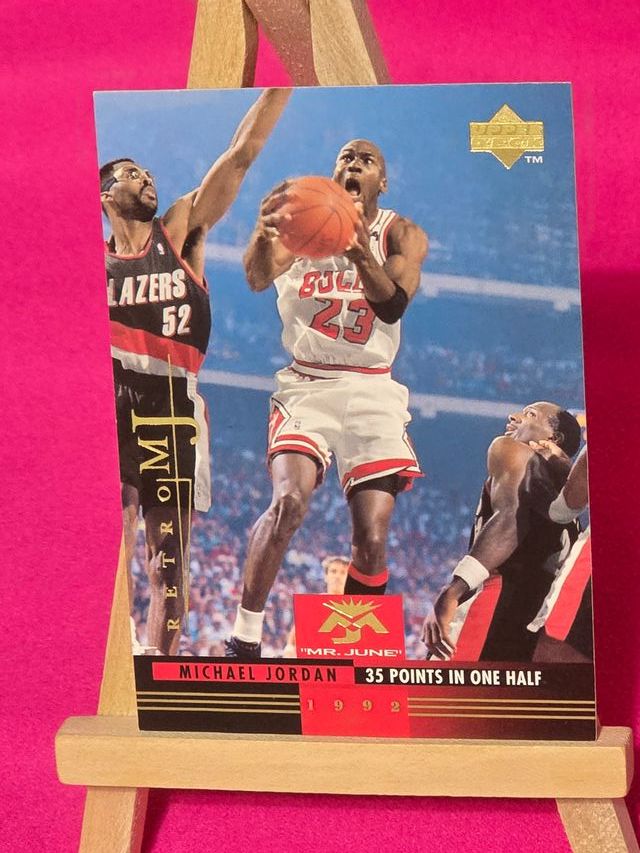 UPPER
DECK
TM
LAZERS
52
BULL
23
RETRO MJ
MJ
"MR. JUNE"
MICHAEL JORDAN
35 POINTS IN ONE HALF
1992